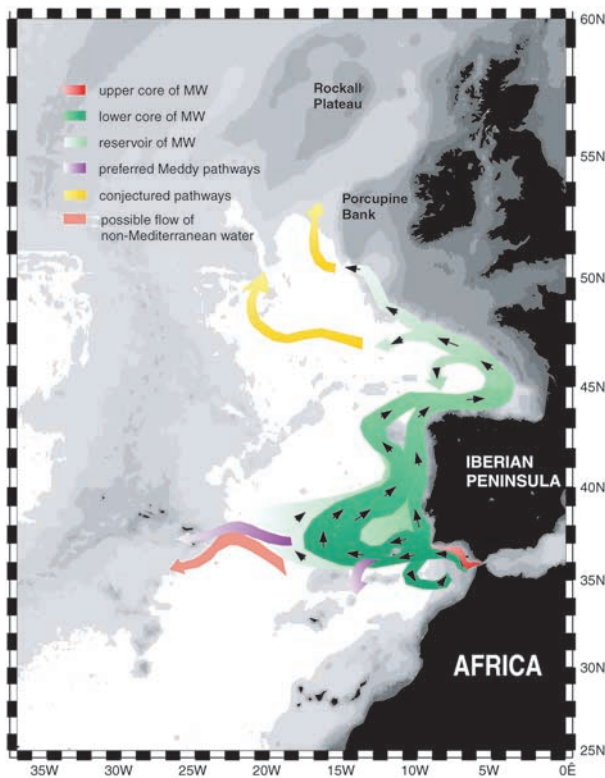 60N
Rockall
Plateau
upper core of MW
lower core of MW
reservoir of MW
preferred Meddy pathways
conjectured pathways
possible flow of
non-Mediterranean water
55N
Porcupine
Bank
50N
45N
IBERIAN
PENINSULA
40N
35N
AFRICA
30N
25N
35W
30W
25W
20W
15W
10W
5W
0Ê